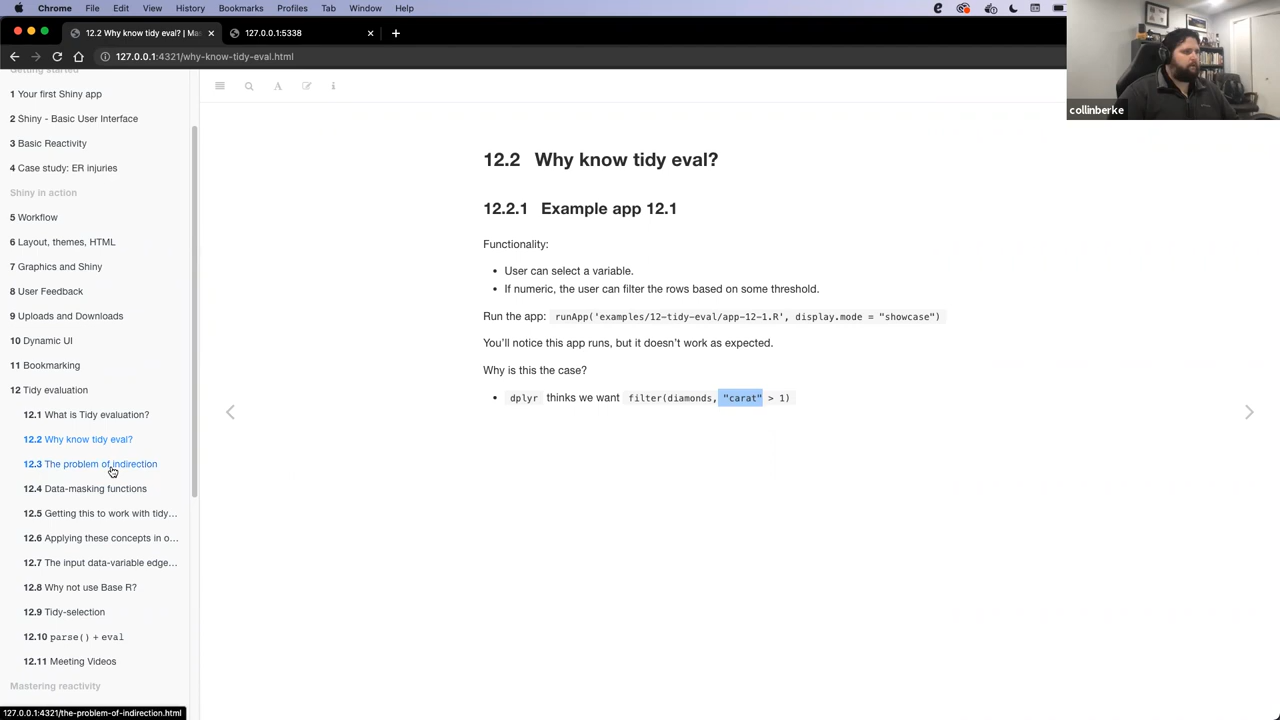 Chrome File Edit View History Bookmarks Profiles Tab Window Help
12.2 Why know tidy eval? | Mas
127.0.0.1:5338
127.0.0.1:4321/why-know-tidy-eval.html
collinberke
Getting started
1 Your first Shiny app
2 Shiny - Basic User Interface
3 Basic Reactivity
4 Case study: ER injuries
Shiny in action
5 Workflow
6 Layout, themes, HTML
7 Graphics and Shiny
8 User Feedback
9 Uploads and Downloads
10 Dynamic UI
11 Bookmarking
12 Tidy evaluation
12.1 What is Tidy evaluation?
12.2 Why know tidy eval?
12.3 The problem of indirection
12.4 Data-masking functions
12.5 Getting this to work with tidy...
12.6 Applying these concepts in o...
12.7 The input data-variable edge...
12.8 Why not use Base R?
12.9 Tidy-selection
12.10 parse() + eval
12.11 Meeting Videos
Mastering reactivity
127.0.0.1:4321/the-problem-of-indirection.html
12.2 Why know tidy eval?
12.2.1 Example app 12.1
Functionality:
• User can select a variable.
• If numeric, the user can filter the rows based on some threshold.
Run the app: runApp('examples/12-tidy-eval/app-12-1.R', display.mode = "showcase")
You'll notice this app runs, but it doesn't work as expected.
Why is this the case?
• dplyr thinks we want filter(diamonds, "carat" > 1)